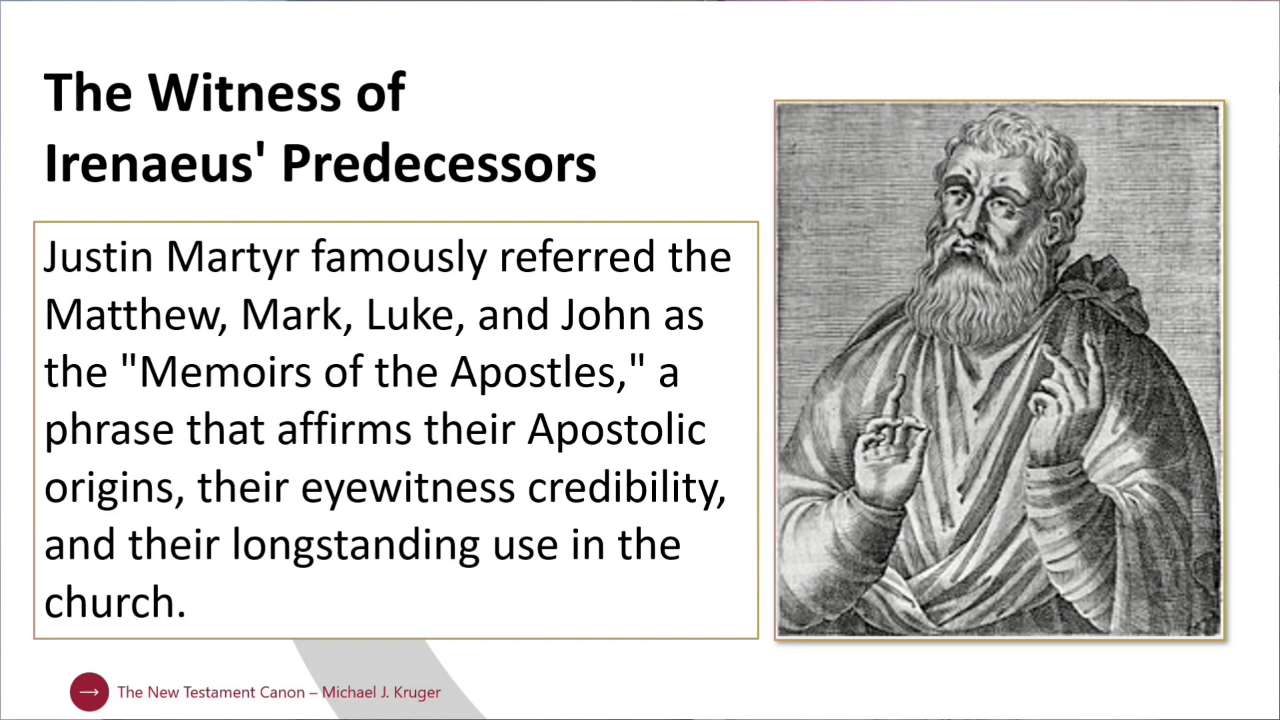 The Witness of
Irenaeus' Predecessors
Justin Martyr famously referred the
Matthew, Mark, Luke, and John as
the "Memoirs of the Apostles," a
phrase that affirms their Apostolic
origins, their eyewitness credibility,
and their longstanding use in the
church.
The New Testament Canon – Michael J. Kruger